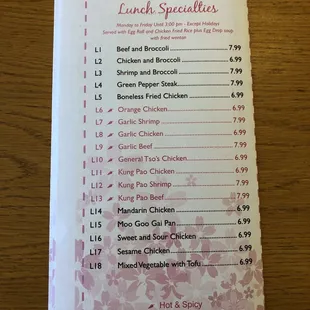 Lunch Specialties
Monday to Friday Until 3:00 pm - Except Holidays
Served with Egg Roll and Chicken Fried Rice plus Egg Drop soup
with fried wonton
L1 Beef and Broccoli 7.99
L2 Chicken and Broccoli 6.99
L3 Shrimp and Broccoli 7.99
L4 Green Pepper Steak 7.99
L5 Boneless Fried Chicken 6.99
L6 Orange Chicken 6.99
L7 Garlic Shrimp 7.99
L8 Garlic Chicken 6.99
L9 Garlic Beef 7.99
L10 General Tso's Chicken 6.99
L11 Kung Pao Chicken 6.99
L12 Kung Pao Shrimp 7.99
L13 Kung Pao Beef 7.99
L14 Mandarin Chicken 6.99
L15 Moo Goo Gai Pan 7.99
L16 Sweet and Sour Chicken 6.99
L17 Sesame Chicken 6.99
L18 Mixed Vegetable with Tofu 6.99
Hot & Spicy